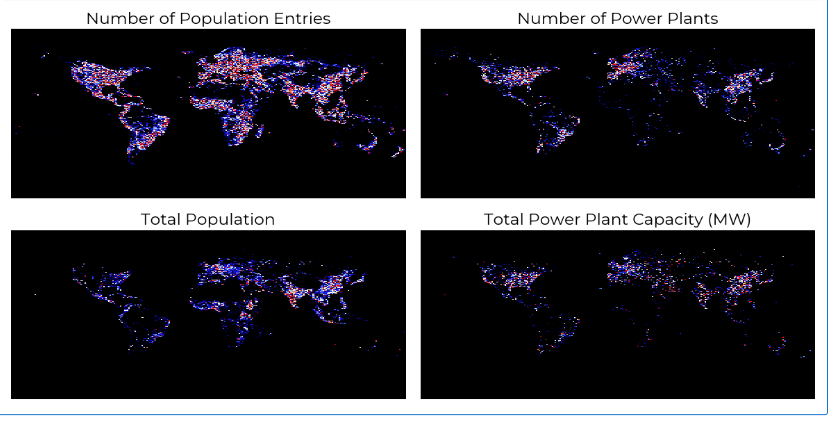 Number of Population Entries
Number of Power Plants
Total Population
Total Power Plant Capacity (MW)